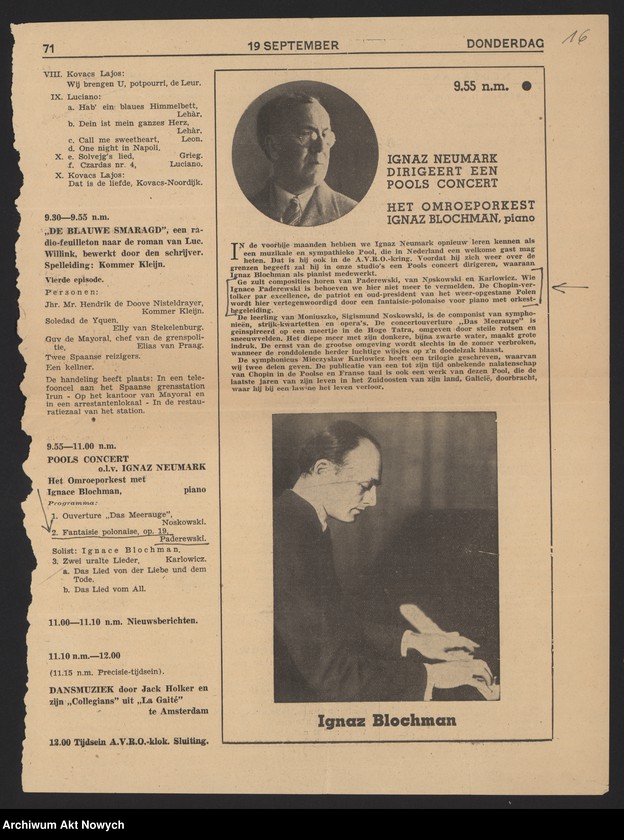 71
19 SEPTEMBER
DONDERDAG
16
VIII. Kovacs Lajos:
Wij brengen U, potpourri, de Leur.
IX. Luciano:
a. Hab' ein blaues Himmelbett,
Lehàr.
b. Dein ist mein ganzes Herz,
Lehàr.
c. Call me sweetheart, Leon.
d. One night in Napoli.
X. e. Solvejg's lied, Grieg.
f. Czardas nr. 4, Luciano.
X. Kovacs Lajos:
Dat is de liefde, Kovacs-Noordijk.
9.30—9.55 n.m.
„DE BLAUWE SMARAGD”, een ra-
dio-feuilleton naar de roman van Luc.
Willink, bewerkt door den schrijver.
Spelleiding: Kommer Kleijn.
Vierde episode.
Personen:
Jhr. Mr. Hendrik de Doove Nisteldrayer,
Kommer Kleijn.
Soledad de Yquen,
Elly van Stekelenburg.
Guy de Mayoral, chef van de grenspoli-
tie, Elias van Praag.
Twee Spaanse reizigers.
Een kellner.
De handeling heeft plaats: In een tele-
fooncel aan het Spaanse grensstation
Irun - Op het kantoor van Mayoral en
in een arrestantenlokaal - In de restau-
ratiezaal van het station.
*
9.55—11.00 n.m.
POOLS CONCERT
o.l.v. IGNAZ NEUMARK
Het Omroeporkest met
Ignace Blochman, piano
Programma:
1. Ouverture „Das Meerauge”,
Noskowski.
2. Fantaisie polonaise, op. 19,
Paderewski.
Solist: Ignace Blochman.
3. Zwei uralte Lieder, Karlowicz.
a. Das Lied von der Liebe und dem
Tode.
b. Das Lied vom All.
11.00—11.10 n.m. Nieuwsberichten.
11.10 n.m.—12.00
(11.15 n.m. Precisie-tijdsein).
DANSMUZIEK door Jack Holker en
zijn „Collegians” uit „La Gaité”
te Amsterdam
12.00 Tijdsein A.V.R.O.-klok. Sluiting.
9.55 n.m. ●
IGNAZ NEUMARK
DIRIGEERT EEN
POOLS CONCERT
HET OMROEPORKEST
IGNAZ BLOCHMAN, piano
IN de voorbije maanden hebben we Ignaz Neumark opnieuw leren kennen als
een muzikale en sympathieke Pool, die in Nederland een welkome gast mag
heten. Dat is hij ook in de A.V.R.O.-kring. Voordat hij zich weer over de
grenzen begeeft zal hij in onze studio's een Pools concert dirigeren, waaraan
Ignaz Blochman als pianist medewerkt.
Ge zult composities horen van Paderewski, van Noskowski en Karlowicz. Wie
Ignace Paderewski is behoeven we hier niet meer te vermelden. De Chopin-ver-
tolker par excellence, de patriot en oud-president van het weer-opgestane Polen
wordt hier vertegenwoordigd door een fantaisie-polonaise voor piano met orkest-
begeleiding.
De leerling van Moniuszko, Sigismund Noskowski, is de componist van sympho-
nieën, strijk-kwartetten en opera's. De concertouverture „Das Meerauge” is
geïnspireerd op een meertje in de Hoge Tatra, omgeven door steile rotsen en
sneeuwvelden. Het diepe meer met zijn donkere, bijna zwarte water, maakt grote
indruk. De ernst van de grootse omgeving wordt slechts in de zomer verbroken,
wanneer de ronddolende herder luchtige wijsjes op z'n doedelzak blaast.
De symphonicus Mieczyslaw Karlowicz heeft een trilogie geschreven, waarvan
wij twee delen geven. De publicatie van een tot zijn tijd onbekende nalatenschap
van Chopin in de Poolse en Franse taal is ook een werk van dezen Pool, die de
laatste jaren van zijn leven in het Zuidoosten van zijn land, Galicië, doorbracht,
waar hij bij een lawine het leven verloor.
Ignaz Blochman
Archiwum Akt Nowych